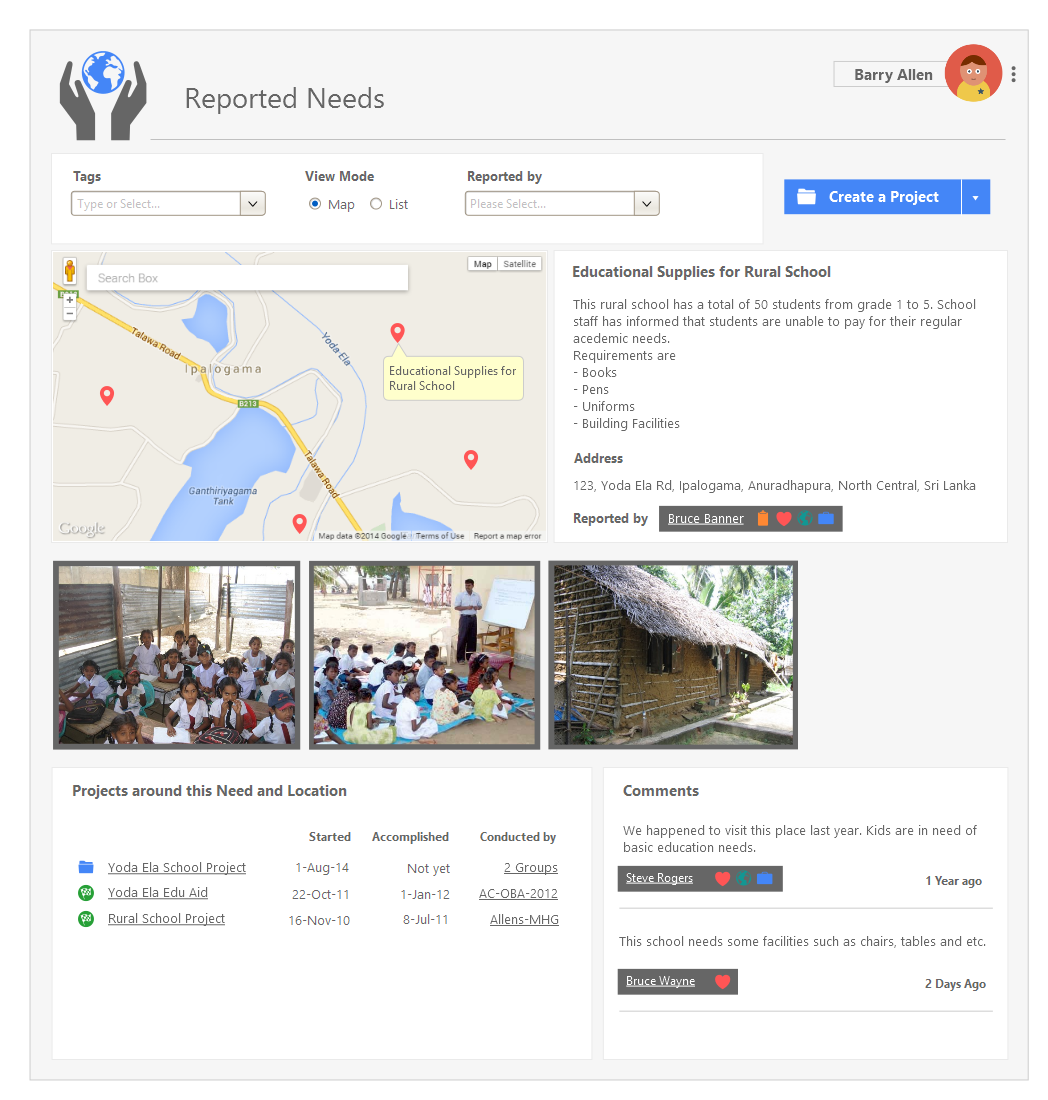 Barry Allen
Reported Needs
Tags
View Mode
Reported by
Type or Select...
Map
List
Please Select...
Create a Project
Search Box
Map
Satellite
Talawa Road
Ipalogama
Yoda Ela
Educational Supplies for
Rural School
B213
Talawa Road
Ganthiriyagama
Tank
Google
Map data ©2014 Google
Terms of Use
Report a map error
Educational Supplies for Rural School
This rural school has a total of 50 students from grade 1 to 5. School
staff has informed that students are unable to pay for their regular
acedemic needs.
Requirements are
- Books
- Pens
- Uniforms
- Building Facilities
Address
123, Yoda Ela Rd, Ipalogama, Anuradhapura, North Central, Sri Lanka
Reported by
Bruce Banner
Projects around this Need and Location
Started
Accomplished
Conducted by
Yoda Ela School Project
1-Aug-14
Not yet
2 Groups
Yoda Ela Edu Aid
22-Oct-11
1-Jan-12
AC-OBA-2012
Rural School Project
16-Nov-10
8-Jul-11
Allens-MHG
Comments
We happened to visit this place last year. Kids are in need of
basic education needs.
Steve Rogers
1 Year ago
This school needs some facilities such as chairs, tables and etc.
Bruce Wayne
2 Days Ago